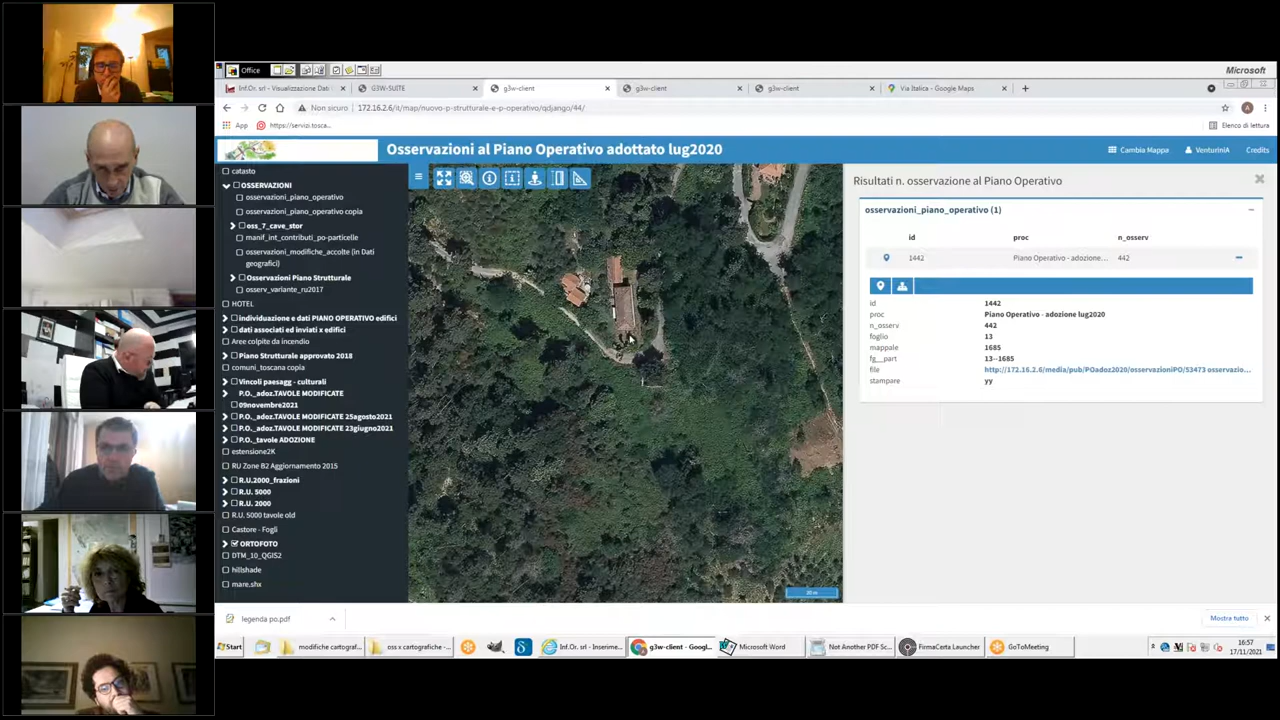 Office
Microsoft
Inf.Or. srl - Visualizzazione Dati
G3W-SUITE
g3w-client
g3w-client
g3w-client
Via Italica - Google Maps
Non sicuro
172.16.2.6/it/map/nuovo-p-strutturale-e-p-operativo/qdjango/44/
App
https://servizi.tosca...
Elenco di lettura
Osservazioni al Piano Operativo adottato lug2020
Cambia Mappa
VenturiniA
Credits
catasto
OSSERVAZIONI
osservazioni_piano_operativo
osservazioni_piano_operativo copia
oss_7_cave_stor
manif_int_contributi_po-particelle
osservazioni_modifiche_accolte (in Dati
geografici)
Osservazioni Piano Strutturale
osserv_variante_ru2017
HOTEL
individuazione e dati PIANO OPERATIVO edifici
dati associati ed inviati x edifici
Aree colpite da incendio
Piano Strutturale approvato 2018
comuni_toscana copia
Vincoli paesagg - culturali
P.O._adoz.TAVOLE MODIFICATE
09novembre2021
P.O._adoz.TAVOLE MODIFICATE 25agosto2021
P.O._adoz.TAVOLE MODIFICATE 23giugno2021
P.O._tavole ADOZIONE
estensione2K
RU Zone B2 Aggiornamento 2015
R.U.2000_frazioni
R.U. 5000
R.U. 2000
R.U. 5000 tavole old
Castore - Fogli
ORTOFOTO
DTM_10_QGIS2
hillshade
mare.shx
20 m
Risultati n. osservazione al Piano Operativo
osservazioni_piano_operativo (1)
id proc n_osserv
1442 Piano Operativo - adozione... 442
id 1442
proc Piano Operativo - adozione lug2020
n_osserv 442
foglio 13
mappale 1685
fg__part 13--1685
file http://172.16.2.6/media/pub/POadoz2020/osservazioniPO/53473 osservazio...
stampare yy
legenda po.pdf
Mostra tutto
Start
modifiche cartograf...
oss x cartografiche -...
Inf.Or. srl - Inserime...
g3w-client - Googl...
Microsoft Word
Not Another PDF Sc...
FirmaCerta Launcher
GoToMeeting
16:57
17/11/2021